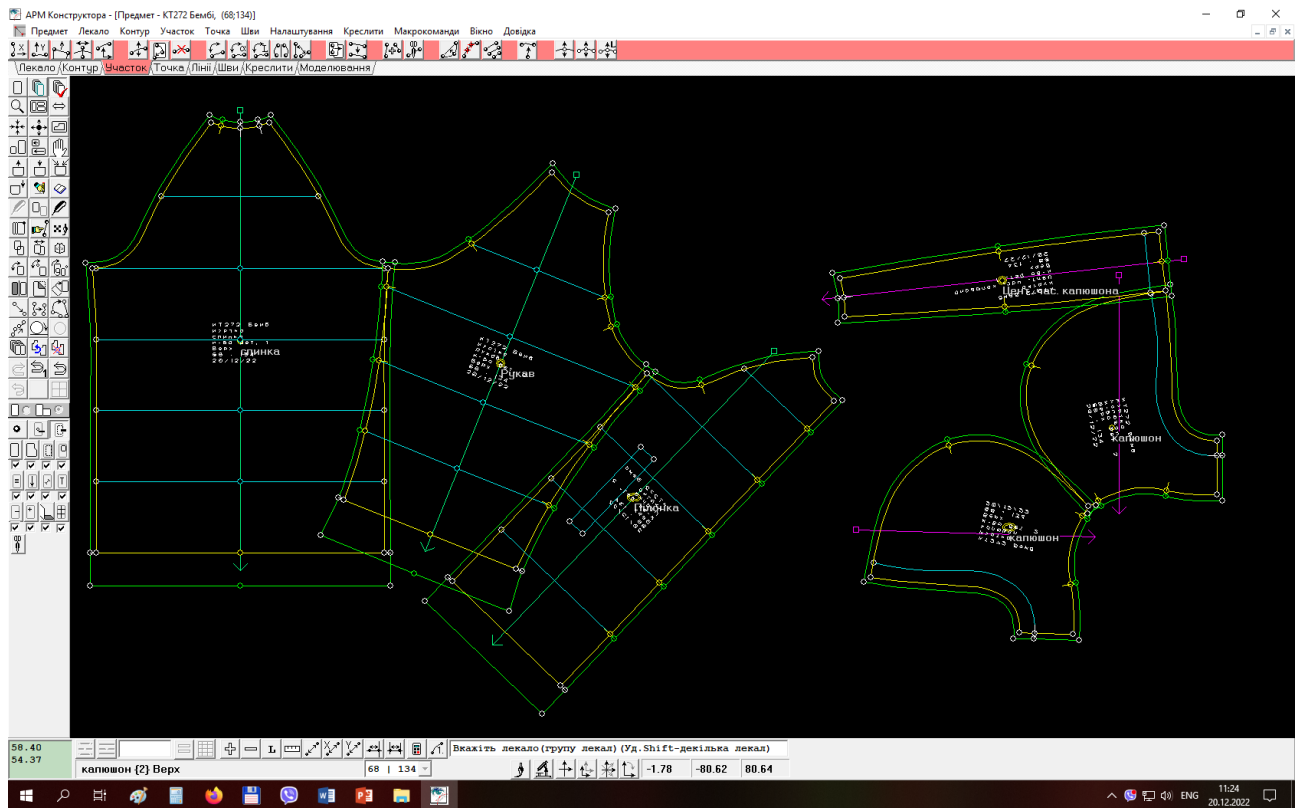 АРМ Конструктора - [Предмет - КТ272 Бембі, (68;134)]
Предмет Лекало Контур Участок Точка Шви Налаштування Креслити Макрокоманди Вікно Довідка
Лекало Контур Участок Точка Лінії Шви Креслити Моделювання
Центр.час. капюшона
спинка
Рукав
капюшон
Пілочка
капюшон
58.40
54.37
Вкажіть лекало(групу лекал) (Уд.Shift-декілька лекал)
капюшон {2} Верх
68 | 134
-1.78 -80.62 80.64
ENG
11:24
20.12.2022